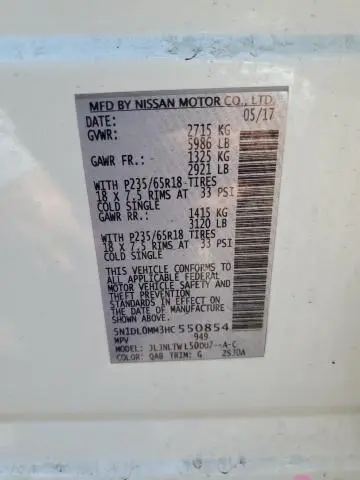 MFD BY NISSAN MOTOR CO., LTD.
DATE: 05/17
GVWR: 2715 KG
5986 LB
GAWR FR.: 1325 KG
2921 LB
WITH P235/65R18 TIRES
18 X 7.5 RIMS AT 33 PSI
COLD SINGLE
GAWR RR.: 1415 KG
3120 LB
WITH P235/65R18 TIRES
18 X 7.5 RIMS AT 33 PSI
COLD SINGLE
THIS VEHICLE CONFORMS TO ALL
APPLICABLE FEDERAL
MOTOR VEHICLE SAFETY AND
THEFT PREVENTION STANDARDS
IN EFFECT ON THE DATE OF
MANUFACTURE SHOWN ABOVE.
5N1DL0MM3HC550854
MPV 949
MODEL: JLJNLTWL50DU7--A-C
COLOR: QAB TRIM: G 2SJ0A